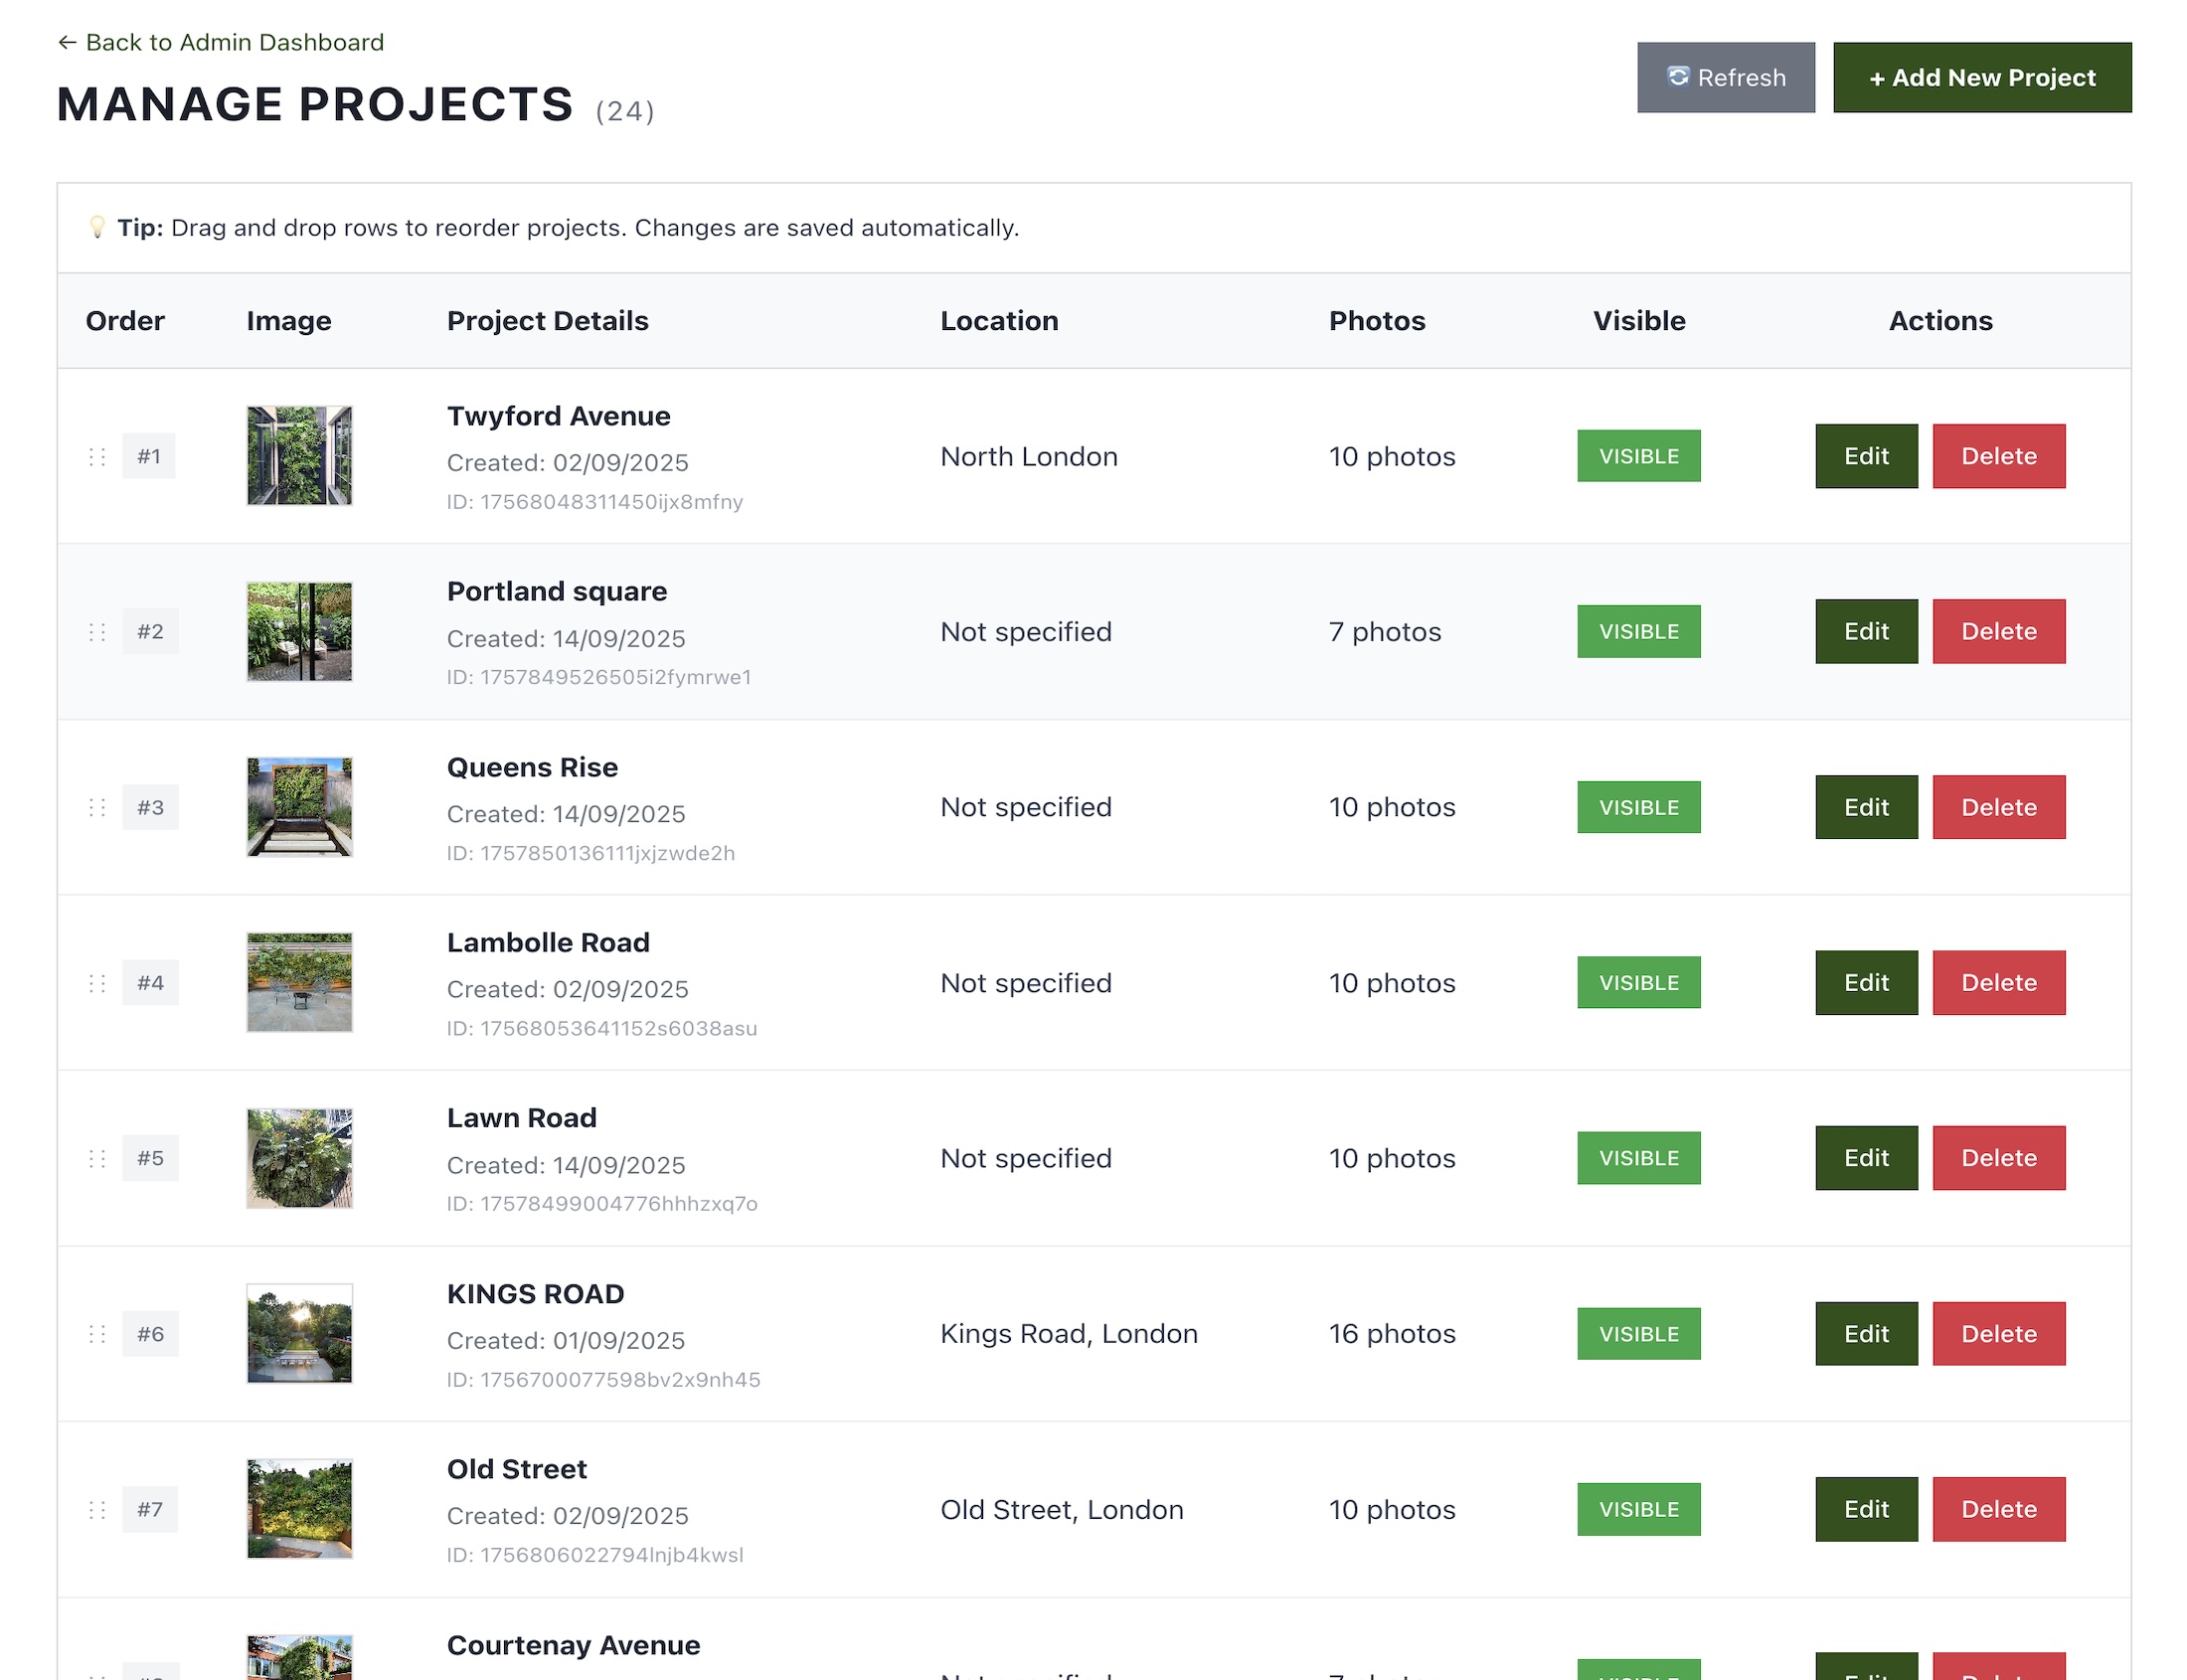 ← Back to Admin Dashboard
MANAGE PROJECTS (24)
Refresh
+ Add New Project
Tip: Drag and drop rows to reorder projects. Changes are saved automatically.
Order Image Project Details Location Photos Visible Actions
#1
Twyford Avenue
Created: 02/09/2025
ID: 17568048311450ijx8mfny
North London
10 photos
VISIBLE
Edit Delete
#2
Portland square
Created: 14/09/2025
ID: 1757849526505i2fymrwe1
Not specified
7 photos
VISIBLE
Edit Delete
#3
Queens Rise
Created: 14/09/2025
ID: 1757850136111jxjzwde2h
Not specified
10 photos
VISIBLE
Edit Delete
#4
Lambolle Road
Created: 02/09/2025
ID: 17568053641152s6038asu
Not specified
10 photos
VISIBLE
Edit Delete
#5
Lawn Road
Created: 14/09/2025
ID: 17578499004776hhhzxq7o
Not specified
10 photos
VISIBLE
Edit Delete
#6
KINGS ROAD
Created: 01/09/2025
ID: 1756700077598bv2x9nh45
Kings Road, London
16 photos
VISIBLE
Edit Delete
#7
Old Street
Created: 02/09/2025
ID: 1756806022794lnjb4kwsl
Old Street, London
10 photos
VISIBLE
Edit Delete
Courtenay Avenue